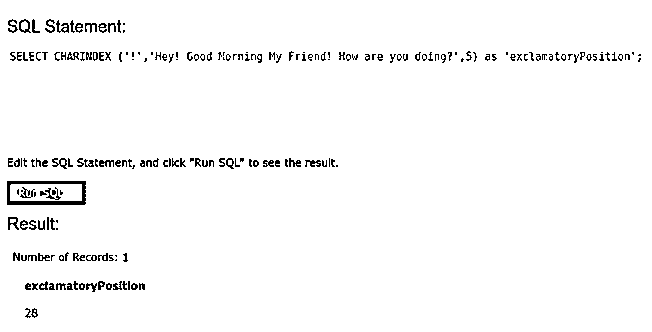 SQL Statement:
SELECT CHARINDEX ('!','Hey! Good Morning My Friend! How are you doing?',5) as 'exclamatoryPosition';
Edit the SQL Statement, and click "Run SQL" to see the result.
Run SQL
Result:
Number of Records: 1
exclamatoryPosition
28